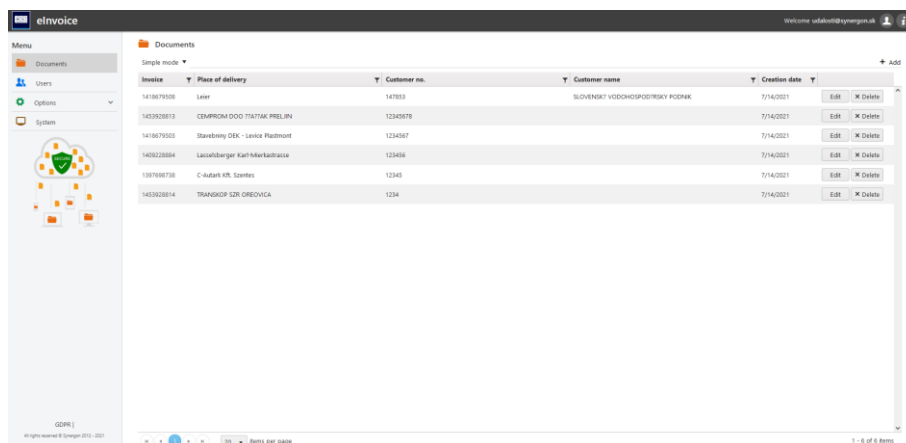 eInvoice
Welcome udalosti@synergon.sk
Menu
Documents
Users
Options
System
SECURE
GDPR |
All rights reserved © Synergon 2012 - 2021
Documents
Simple mode
Add
Invoice Place of delivery Customer no. Customer name Creation date
1418679508 Leier 147853 SLOVENSK? VODOHOSPOD?RSKY PODNIK 7/14/2021 Edit Delete
1453928813 CEMPROM DOO ??A??AK PRELJIN 12345678 7/14/2021 Edit Delete
1418679503 Stavebniny DEK - Levice Plastmont 1234567 7/14/2021 Edit Delete
1409228884 Lasselsberger Karl-Mierkastrasse 123456 7/14/2021 Edit Delete
1397698738 C-Autark Kft. Szentes 12345 7/14/2021 Edit Delete
1453928814 TRANSKOP SZR OREOVICA 1234 7/14/2021 Edit Delete
1 items per page 1 - 6 of 6 items